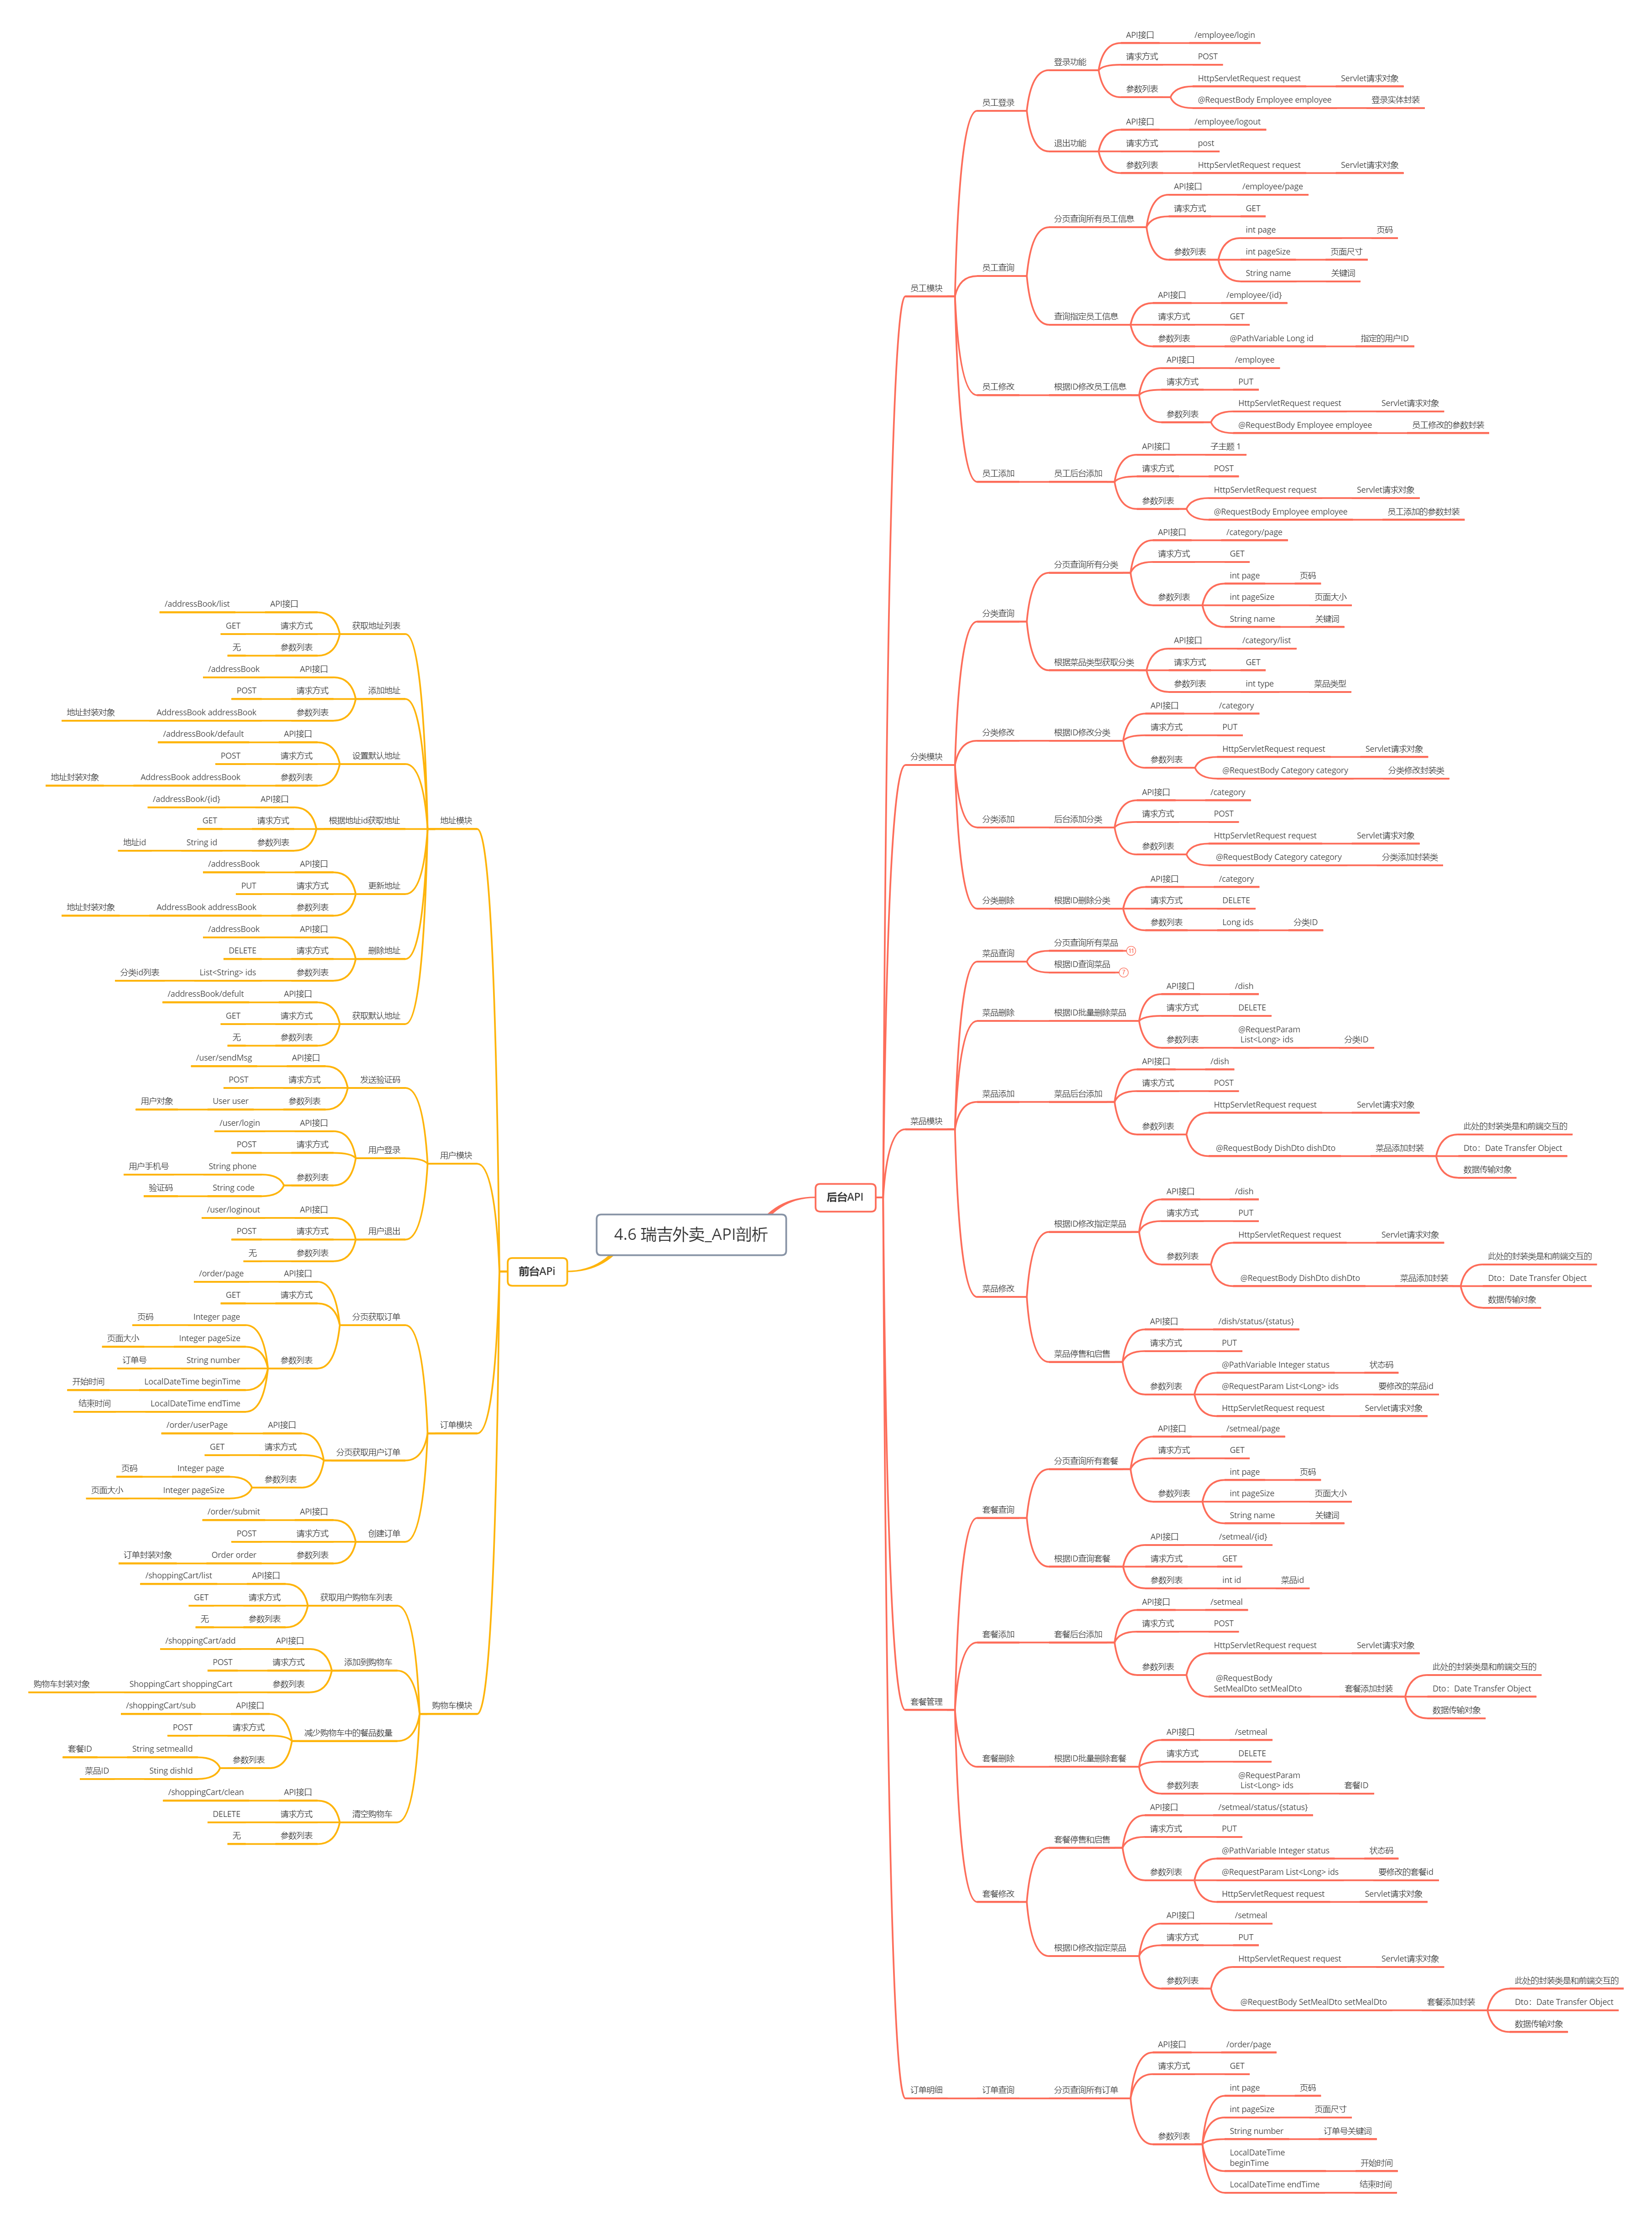 4.6 瑞吉外卖_API剖析
后台API
员工模块
员工登录
登录功能
API接口
/employee/login
请求方式
POST
参数列表
HttpServletRequest request
Servlet请求对象
@RequestBody Employee employee
登录实体封装
退出功能
API接口
/employee/logout
请求方式
post
参数列表
HttpServletRequest request
Servlet请求对象
员工查询
分页查询所有员工信息
API接口
/employee/page
请求方式
GET
参数列表
int page
页码
int pageSize
页面尺寸
String name
关键词
查询指定员工信息
API接口
/employee/{id}
请求方式
GET
参数列表
@PathVariable Long id
指定的用户ID
员工修改
根据ID修改员工信息
API接口
/employee
请求方式
PUT
参数列表
HttpServletRequest request
Servlet请求对象
@RequestBody Employee employee
员工修改的参数封装
员工添加
员工后台添加
API接口
子主题 1
请求方式
POST
参数列表
HttpServletRequest request
Servlet请求对象
@RequestBody Employee employee
员工添加的参数封装
分类模块
分类查询
分页查询所有分类
API接口
/category/page
请求方式
GET
参数列表
int page
页码
int pageSize
页面大小
String name
关键词
根据菜品类型获取分类
API接口
/category/list
请求方式
GET
参数列表
int type
菜品类型
分类修改
根据ID修改分类
API接口
/category
请求方式
PUT
参数列表
HttpServletRequest request
Servlet请求对象
@RequestBody Category category
分类修改封装类
分类添加
后台添加分类
API接口
/category
请求方式
POST
参数列表
HttpServletRequest request
Servlet请求对象
@RequestBody Category category
分类添加封装类
分类删除
根据ID删除分类
API接口
/category
请求方式
DELETE
参数列表
Long ids
分类ID
菜品模块
菜品查询
分页查询所有菜品
11
根据ID查询菜品
7
菜品删除
根据ID批量删除菜品
API接口
/dish
请求方式
DELETE
参数列表
@RequestParam
List<Long> ids
分类ID
菜品添加
菜品后台添加
API接口
/dish
请求方式
POST
参数列表
HttpServletRequest request
Servlet请求对象
@RequestBody DishDto dishDto
菜品添加封装
此处的封装类是和前端交互的
Dto：Date Transfer Object
数据传输对象
菜品修改
根据ID修改指定菜品
API接口
/dish
请求方式
PUT
参数列表
HttpServletRequest request
Servlet请求对象
@RequestBody DishDto dishDto
菜品添加封装
此处的封装类是和前端交互的
Dto：Date Transfer Object
数据传输对象
菜品停售和启售
API接口
/dish/status/{status}
请求方式
PUT
参数列表
@PathVariable Integer status
状态码
@RequestParam List<Long> ids
要修改的菜品id
HttpServletRequest request
Servlet请求对象
套餐管理
套餐查询
分页查询所有套餐
API接口
/setmeal/page
请求方式
GET
参数列表
int page
页码
int pageSize
页面大小
String name
关键词
根据ID查询套餐
API接口
/setmeal/{id}
请求方式
GET
参数列表
int id
菜品id
套餐添加
套餐后台添加
API接口
/setmeal
请求方式
POST
参数列表
HttpServletRequest request
Servlet请求对象
@RequestBody
SetMealDto setMealDto
套餐添加封装
此处的封装类是和前端交互的
Dto：Date Transfer Object
数据传输对象
套餐删除
根据ID批量删除套餐
API接口
/setmeal
请求方式
DELETE
参数列表
@RequestParam
List<Long> ids
套餐ID
套餐修改
套餐停售和启售
API接口
/setmeal/status/{status}
请求方式
PUT
参数列表
@PathVariable Integer status
状态码
@RequestParam List<Long> ids
要修改的套餐id
HttpServletRequest request
Servlet请求对象
根据ID修改指定菜品
API接口
/setmeal
请求方式
PUT
参数列表
HttpServletRequest request
Servlet请求对象
@RequestBody SetMealDto setMealDto
套餐添加封装
此处的封装类是和前端交互的
Dto：Date Transfer Object
数据传输对象
订单明细
订单查询
分页查询所有订单
API接口
/order/page
请求方式
GET
参数列表
int page
页码
int pageSize
页面尺寸
String number
订单号关键词
LocalDateTime
beginTime
开始时间
LocalDateTime endTime
结束时间
前台APi
地址模块
获取地址列表
API接口
/addressBook/list
请求方式
GET
参数列表
无
添加地址
API接口
/addressBook
请求方式
POST
参数列表
AddressBook addressBook
地址封装对象
设置默认地址
API接口
/addressBook/default
请求方式
POST
参数列表
AddressBook addressBook
地址封装对象
根据地址id获取地址
API接口
/addressBook/{id}
请求方式
GET
参数列表
String id
地址id
更新地址
API接口
/addressBook
请求方式
PUT
参数列表
AddressBook addressBook
地址封装对象
删除地址
API接口
/addressBook
请求方式
DELETE
参数列表
List<String> ids
分类id列表
获取默认地址
API接口
/addressBook/defult
请求方式
GET
参数列表
无
用户模块
发送验证码
API接口
/user/sendMsg
请求方式
POST
参数列表
User user
用户对象
用户登录
API接口
/user/login
请求方式
POST
参数列表
String phone
用户手机号
String code
验证码
用户退出
API接口
/user/loginout
请求方式
POST
参数列表
无
订单模块
分页获取订单
API接口
/order/page
请求方式
GET
参数列表
Integer page
页码
Integer pageSize
页面大小
String number
订单号
LocalDateTime beginTime
开始时间
LocalDateTime endTime
结束时间
分页获取用户订单
API接口
/order/userPage
请求方式
GET
参数列表
Integer page
页码
Integer pageSize
页面大小
创建订单
API接口
/order/submit
请求方式
POST
参数列表
Order order
订单封装对象
购物车模块
获取用户购物车列表
API接口
/shoppingCart/list
请求方式
GET
参数列表
无
添加到购物车
API接口
/shoppingCart/add
请求方式
POST
参数列表
ShoppingCart shoppingCart
购物车封装对象
减少购物车中的餐品数量
API接口
/shoppingCart/sub
请求方式
POST
参数列表
String setmealId
套餐ID
Sting dishId
菜品ID
清空购物车
API接口
/shoppingCart/clean
请求方式
DELETE
参数列表
无